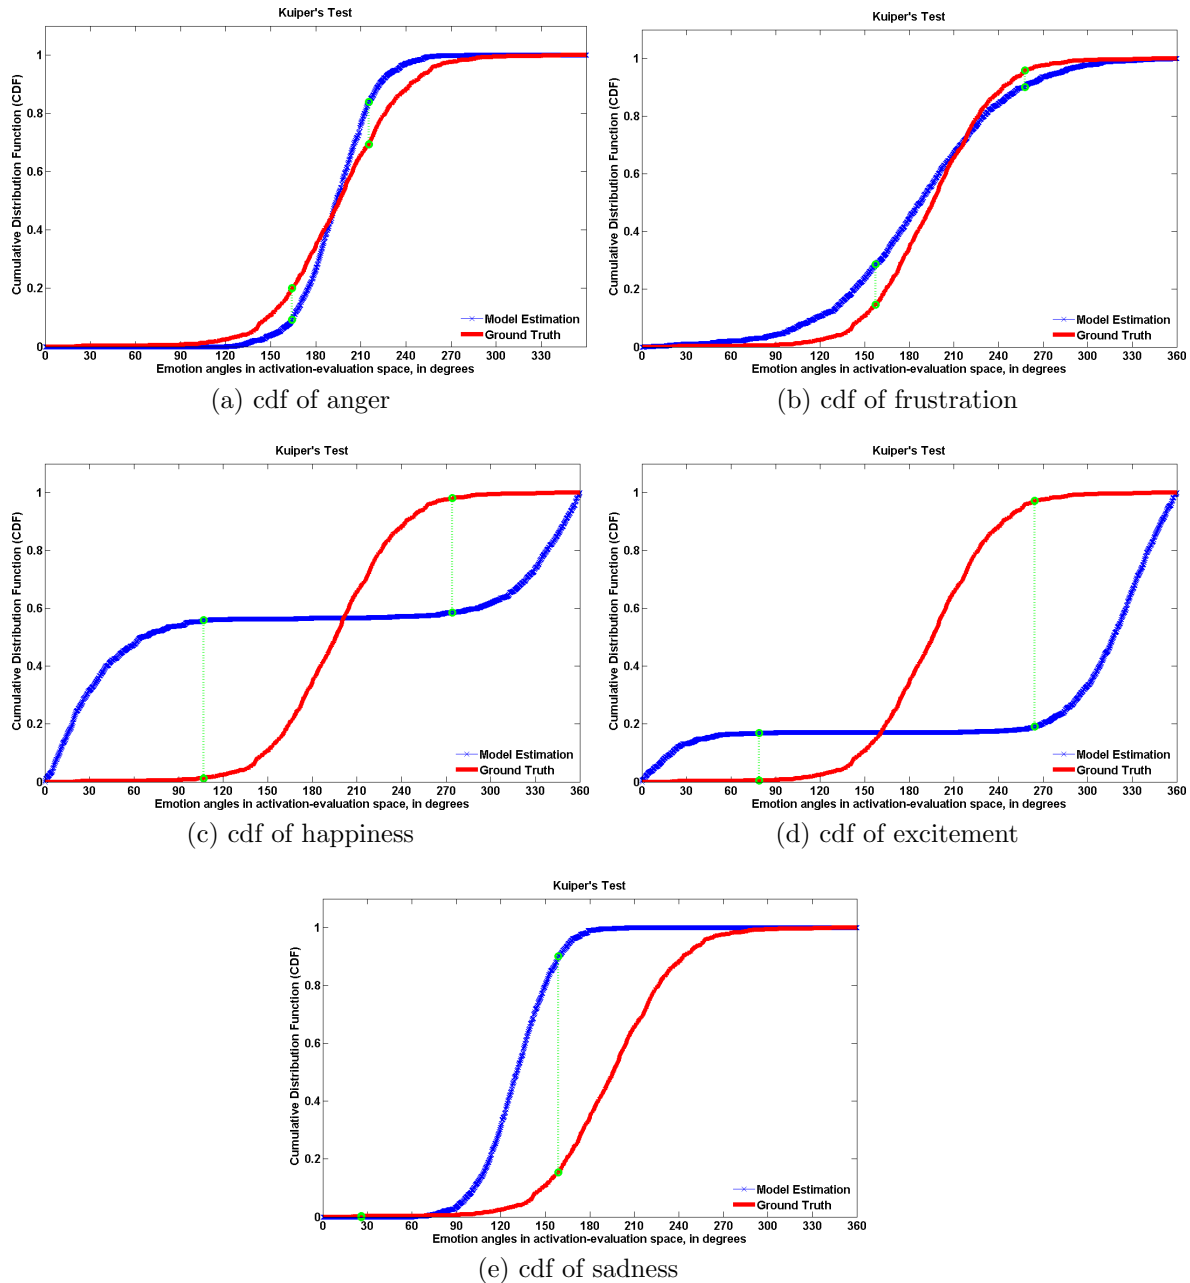 Kuiper's Test
Cumulative Distribution Function (CDF)
1
0.8
0.6
0.4
0.2
0
0 30 60 90 120 150 180 210 240 270 300 330
Emotion angles in activation-evaluation space, in degrees
Model Estimation
Ground Truth
(a) cdf of anger
Kuiper's Test
Cumulative Distribution Function (CDF)
1
0.8
0.6
0.4
0.2
0
0 30 60 90 120 150 180 210 240 270 300 330 360
Emotion angles in activation-evaluation space, in degrees
Model Estimation
Ground Truth
(b) cdf of frustration
Kuiper's Test
Cumulative Distribution Function (CDF)
1
0.8
0.6
0.4
0.2
0
0 30 60 90 120 150 180 210 240 270 300 330 360
Emotion angles in activation-evaluation space, in degrees
Model Estimation
Ground Truth
(c) cdf of happiness
Kuiper's Test
Cumulative Distribution Function (CDF)
1
0.8
0.6
0.4
0.2
0
0 30 60 90 120 150 180 210 240 270 300 330 360
Emotion angles in activation-evaluation space, in degrees
Model Estimation
Ground Truth
(d) cdf of excitement
Kuiper's Test
Cumulative Distribution Function (CDF)
1
0.8
0.6
0.4
0.2
0
0 30 60 90 120 150 180 210 240 270 300 330 360
Emotion angles in activation-evaluation space, in degrees
Model Estimation
Ground Truth
(e) cdf of sadness